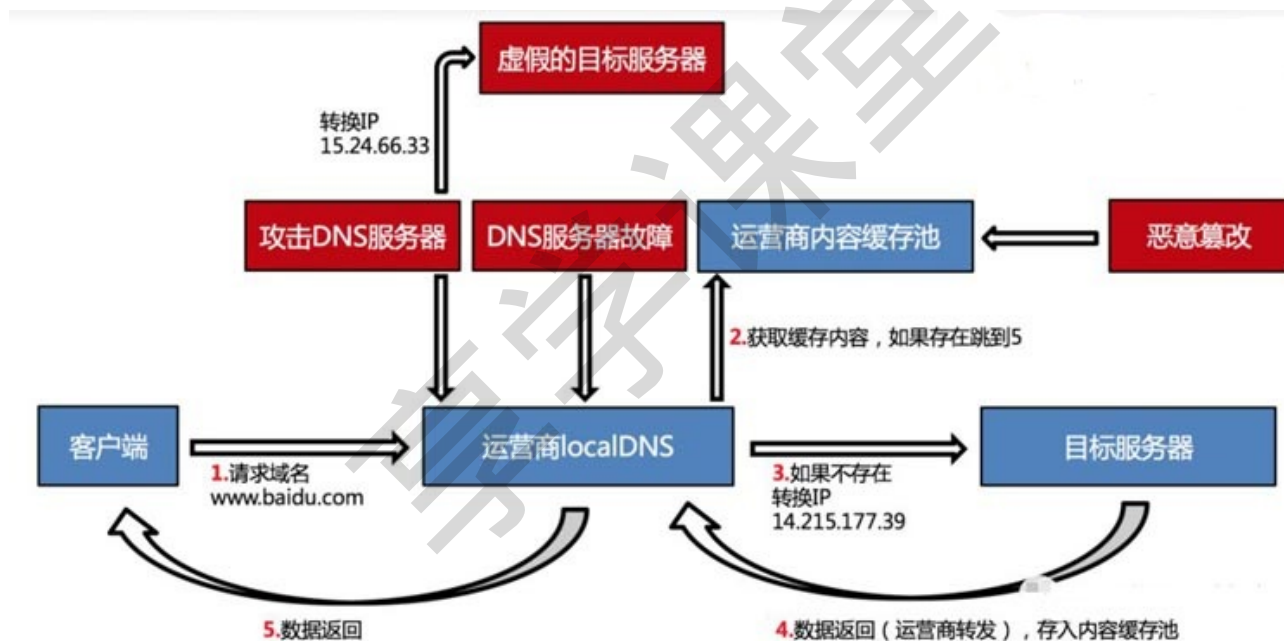 虚假的目标服务器
转换IP
15.24.66.33
攻击DNS服务器
DNS服务器故障
运营商内容缓存池
恶意篡改
2.获取缓存内容，如果存在跳到5
客户端
运营商localDNS
目标服务器
1.请求域名
www.baidu.com
3.如果不存在
转换IP
14.215.177.39
5.数据返回
4.数据返回（运营商转发），存入内容缓存池
享学课堂